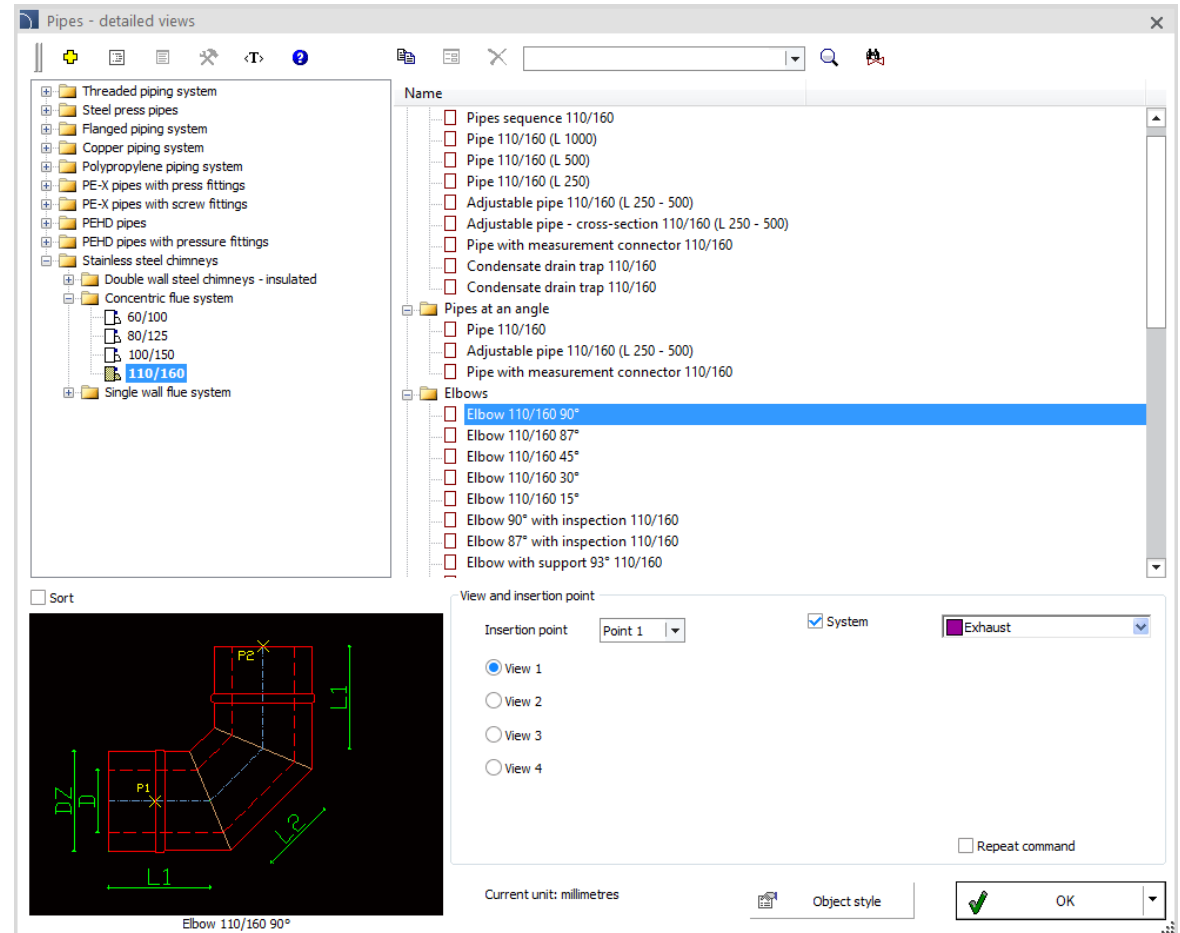 Pipes - detailed views
<T>
Threaded piping system
Steel press pipes
Flanged piping system
Copper piping system
Polypropylene piping system
PE-X pipes with press fittings
PE-X pipes with screw fittings
PEHD pipes
PEHD pipes with pressure fittings
Stainless steel chimneys
Double wall steel chimneys - insulated
Concentric flue system
60/100
80/125
100/150
110/160
Single wall flue system
Name
Pipes sequence 110/160
Pipe 110/160 (L 1000)
Pipe 110/160 (L 500)
Pipe 110/160 (L 250)
Adjustable pipe 110/160 (L 250 - 500)
Adjustable pipe - cross-section 110/160 (L 250 - 500)
Pipe with measurement connector 110/160
Condensate drain trap 110/160
Condensate drain trap 110/160
Pipes at an angle
Pipe 110/160
Adjustable pipe 110/160 (L 250 - 500)
Pipe with measurement connector 110/160
Elbows
Elbow 110/160 90°
Elbow 110/160 87°
Elbow 110/160 45°
Elbow 110/160 30°
Elbow 110/160 15°
Elbow 90° with inspection 110/160
Elbow 87° with inspection 110/160
Elbow with support 93° 110/160
Sort
P2
L1
P1
DZ
D
L2
L1
Elbow 110/160 90°
View and insertion point
Insertion point Point 1 System Exhaust
View 1
View 2
View 3
View 4
Repeat command
Current unit: millimetres Object style OK